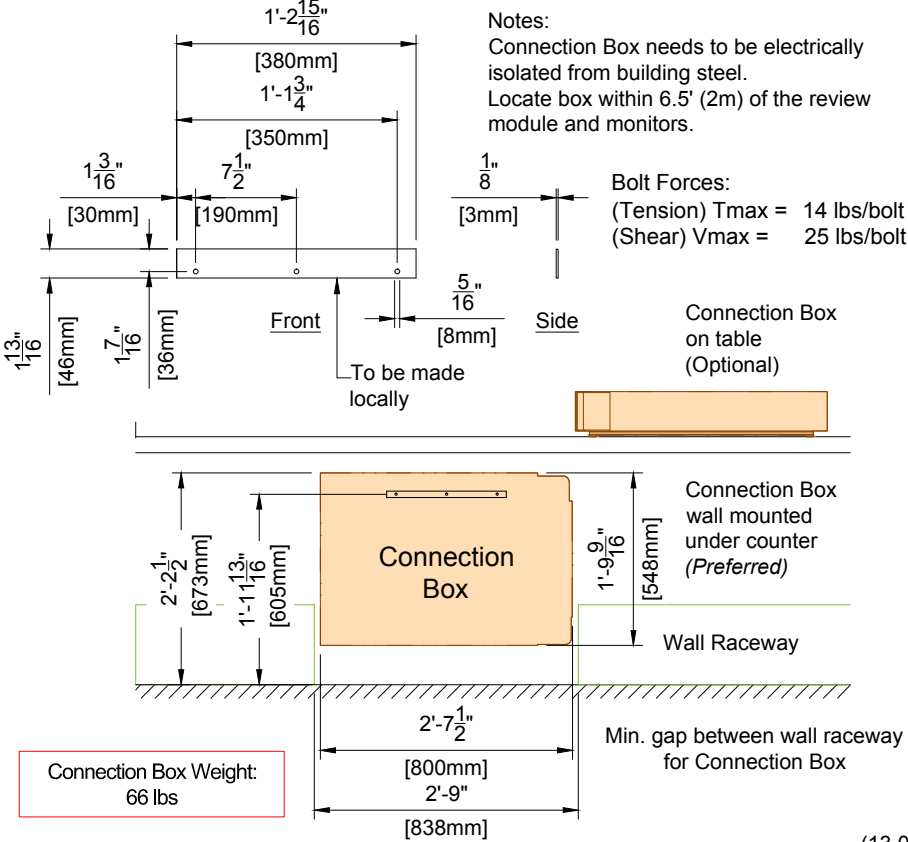 1'-2 15/16"
[380mm]
1'-1 3/4"
[350mm]
1 3/16"
[30mm]
7 1/2"
[190mm]
1/8"
[3mm]
Notes:
Connection Box needs to be electrically
isolated from building steel.
Locate box within 6.5' (2m) of the review
module and monitors.
Bolt Forces:
(Tension) Tmax = 14 lbs/bolt
(Shear) Vmax = 25 lbs/bolt
1 13/16"
[46mm]
1 7/16"
[36mm]
Front
5/16"
[8mm]
Side
To be made
locally
Connection Box
on table
(Optional)
2'-2 1/2"
[673mm]
1'-11 13/16"
[605mm]
Connection
Box
1'-9 9/16"
[548mm]
Connection Box
wall mounted
under counter
(Preferred)
Wall Raceway
2'-7 1/2"
[800mm]
2'-9"
[838mm]
Min. gap between wall raceway
for Connection Box
Connection Box Weight:
66 lbs